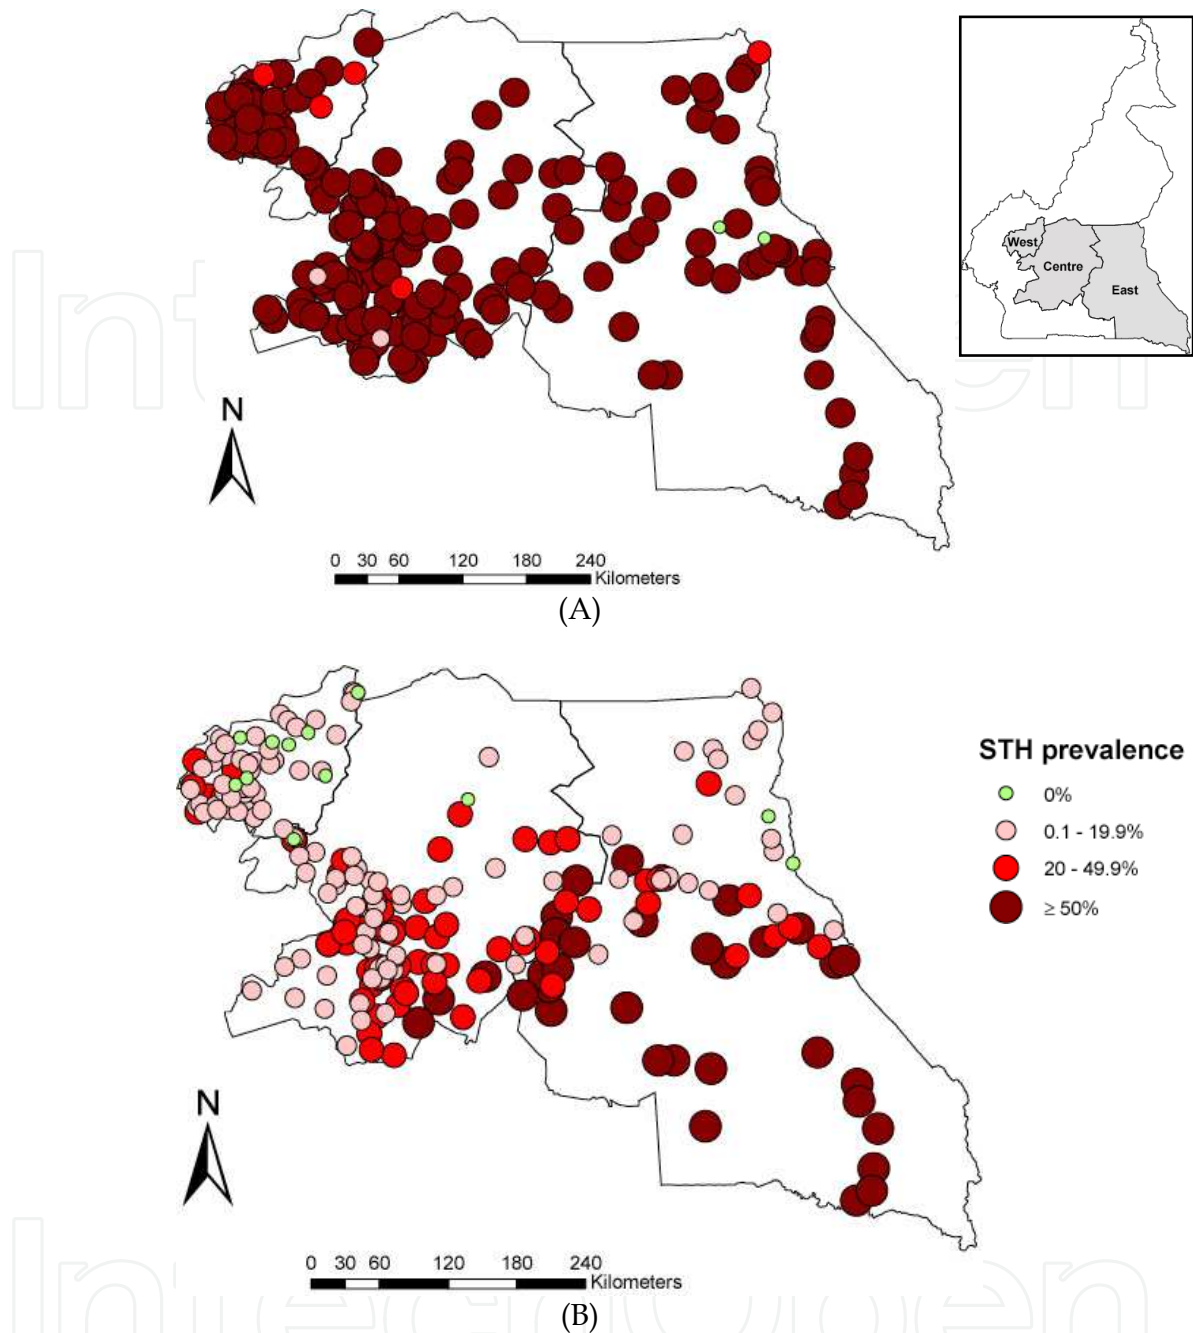 West
Centre
East
N
0 30 60 120 180 240
Kilometers
(A)
STH prevalence
0%
0.1 - 19.9%
20 - 49.9%
≥ 50%
N
0 30 60 120 180 240
Kilometers
(B)
IntechOpen